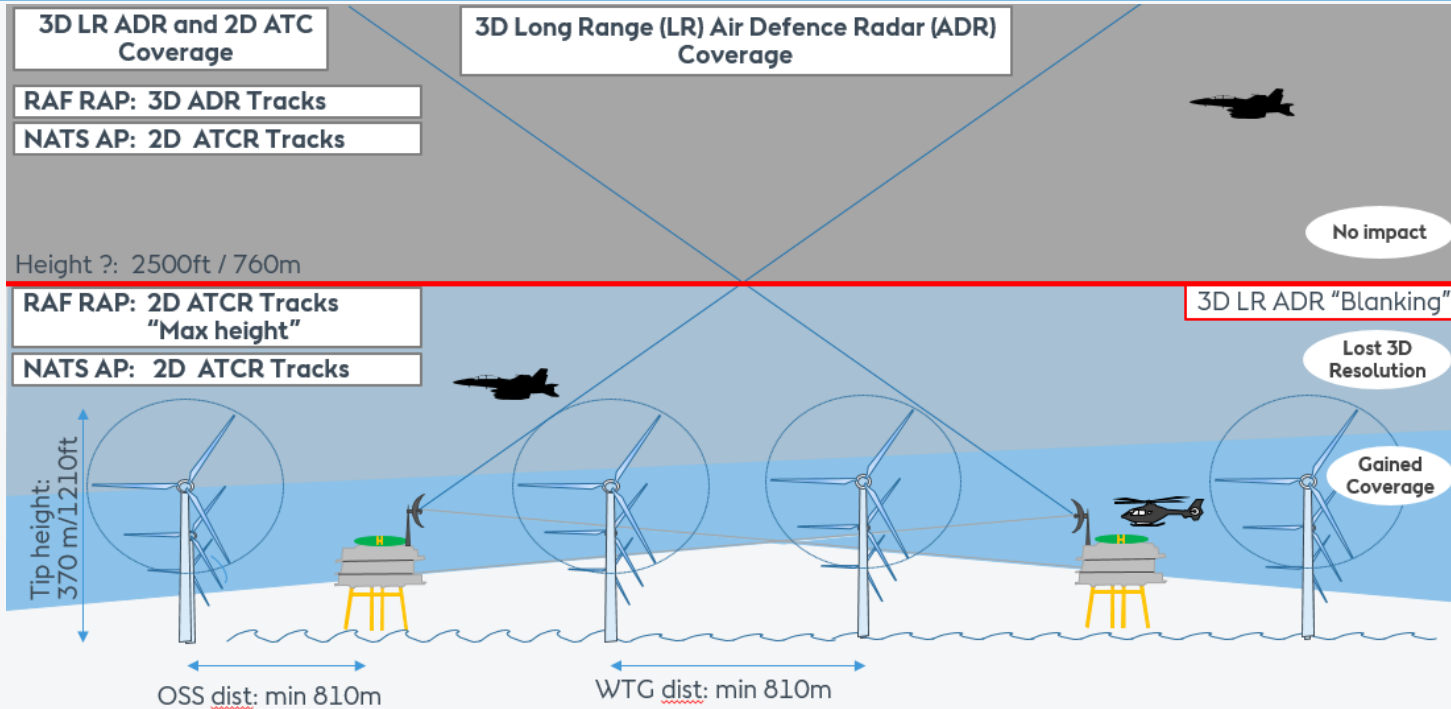 3D LR ADR and 2D ATC
Coverage
3D Long Range (LR) Air Defence Radar (ADR)
Coverage
RAF RAP: 3D ADR Tracks
NATS AP: 2D ATCR Tracks
No impact
Height ?: 2500ft / 760m
RAF RAP: 2D ATCR Tracks
"Max height"
3D LR ADR "Blanking"
NATS AP: 2D ATCR Tracks
Lost 3D
Resolution
Tip height:
370 m/1210ft
Gained
Coverage
H
H
OSS dist: min 810m
WTG dist: min 810m